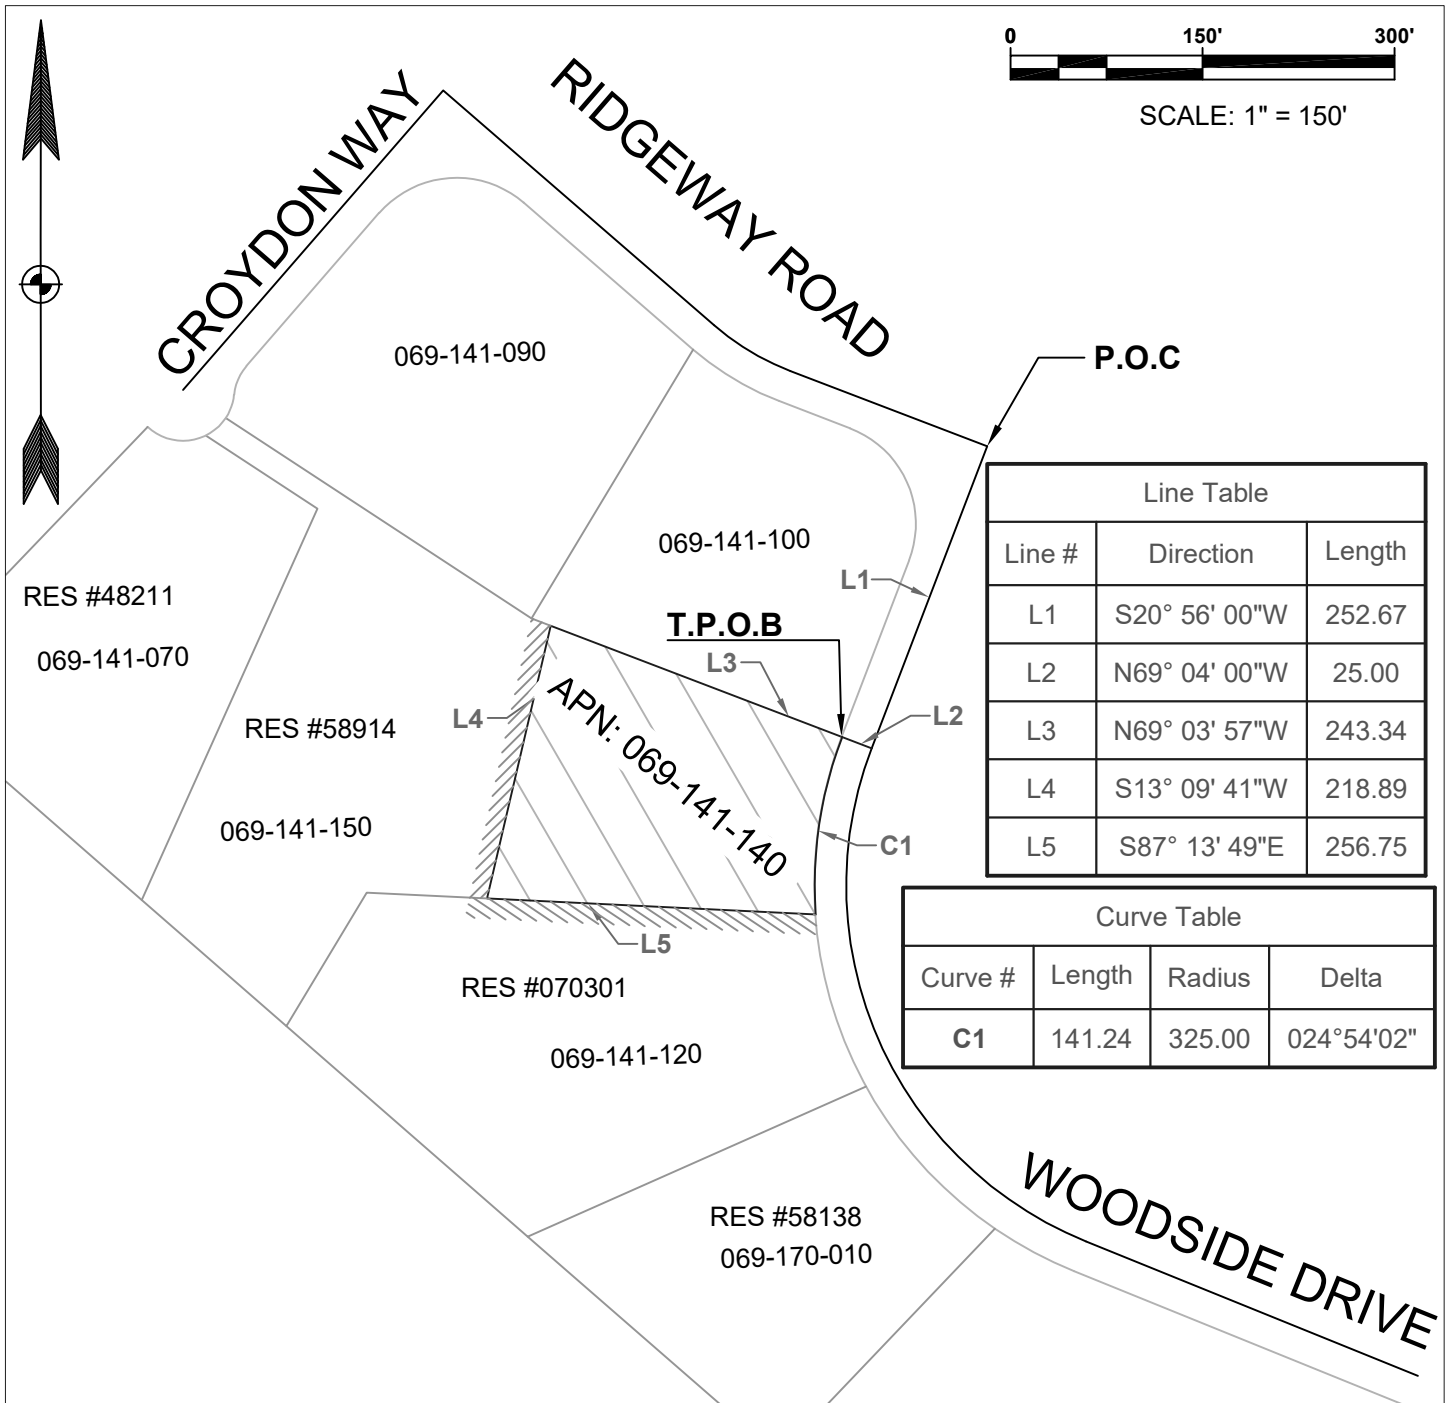 0 150' 300'
SCALE: 1" = 150'
CROYDON WAY
RIDGEWAY ROAD
P.O.C
069-141-090
069-141-100
L1
T.P.O.B
L3
L2
L4
APN: 069-141-140
C1
L5
RES #48211
069-141-070
RES #58914
069-141-150
RES #070301
069-141-120
RES #58138
069-170-010
WOODSIDE DRIVE
Line Table
Line # Direction Length
L1 S20° 56' 00"W 252.67
L2 N69° 04' 00"W 25.00
L3 N69° 03' 57"W 243.34
L4 S13° 09' 41"W 218.89
L5 S87° 13' 49"E 256.75
Curve Table
Curve # Length Radius Delta
C1 141.24 325.00 024°54'02"